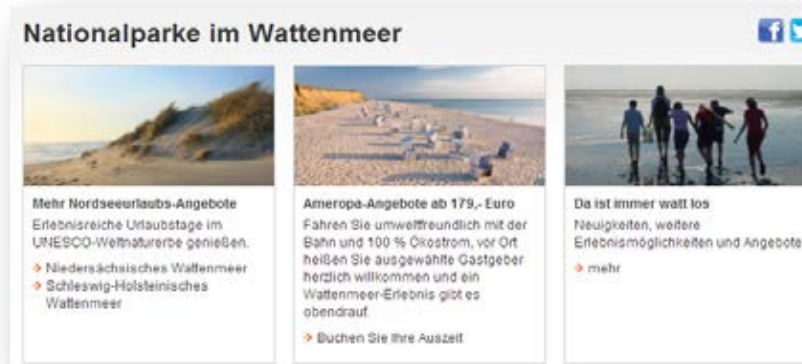 Nationalparke im Wattenmeer
Mehr Nordseeurlaubs-Angebote
Erlebnisreiche Urlaubstage im
UNESCO-Weltnaturerbe genießen.
Niedersächsisches Wattenmeer
Schleswig-Holsteinisches
Wattenmeer
Ameropa-Angebote ab 179,- Euro
Fahren Sie umweltfreundlich mit der
Bahn und 100 % Ökostrom, vor Ort
heißen Sie ausgewählte Gastgeber
herzlich willkommen und ein
Wattenmeer-Erlebnis gibt es
obendrauf.
Buchen Sie Ihre Auszeit
Da ist immer watt los
Neuigkeiten, weitere
Erlebnismöglichkeiten und Angebote
mehr